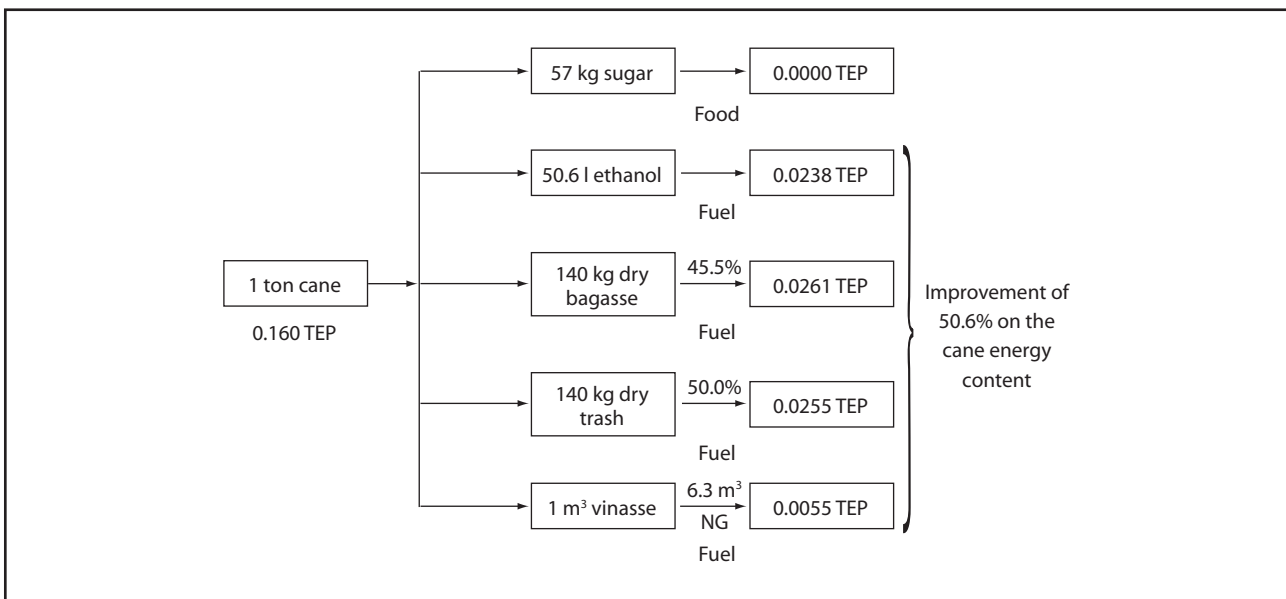 57 kg sugar
0.0000 TEP
Food
50.6 l ethanol
0.0238 TEP
Fuel
1 ton cane
0.160 TEP
140 kg dry
bagasse
45.5%
0.0261 TEP
Fuel
140 kg dry
trash
50.0%
0.0255 TEP
Fuel
1 m³ vinasse
6.3 m³
NG
0.0055 TEP
Fuel
Improvement of
50.6% on the
cane energy
content